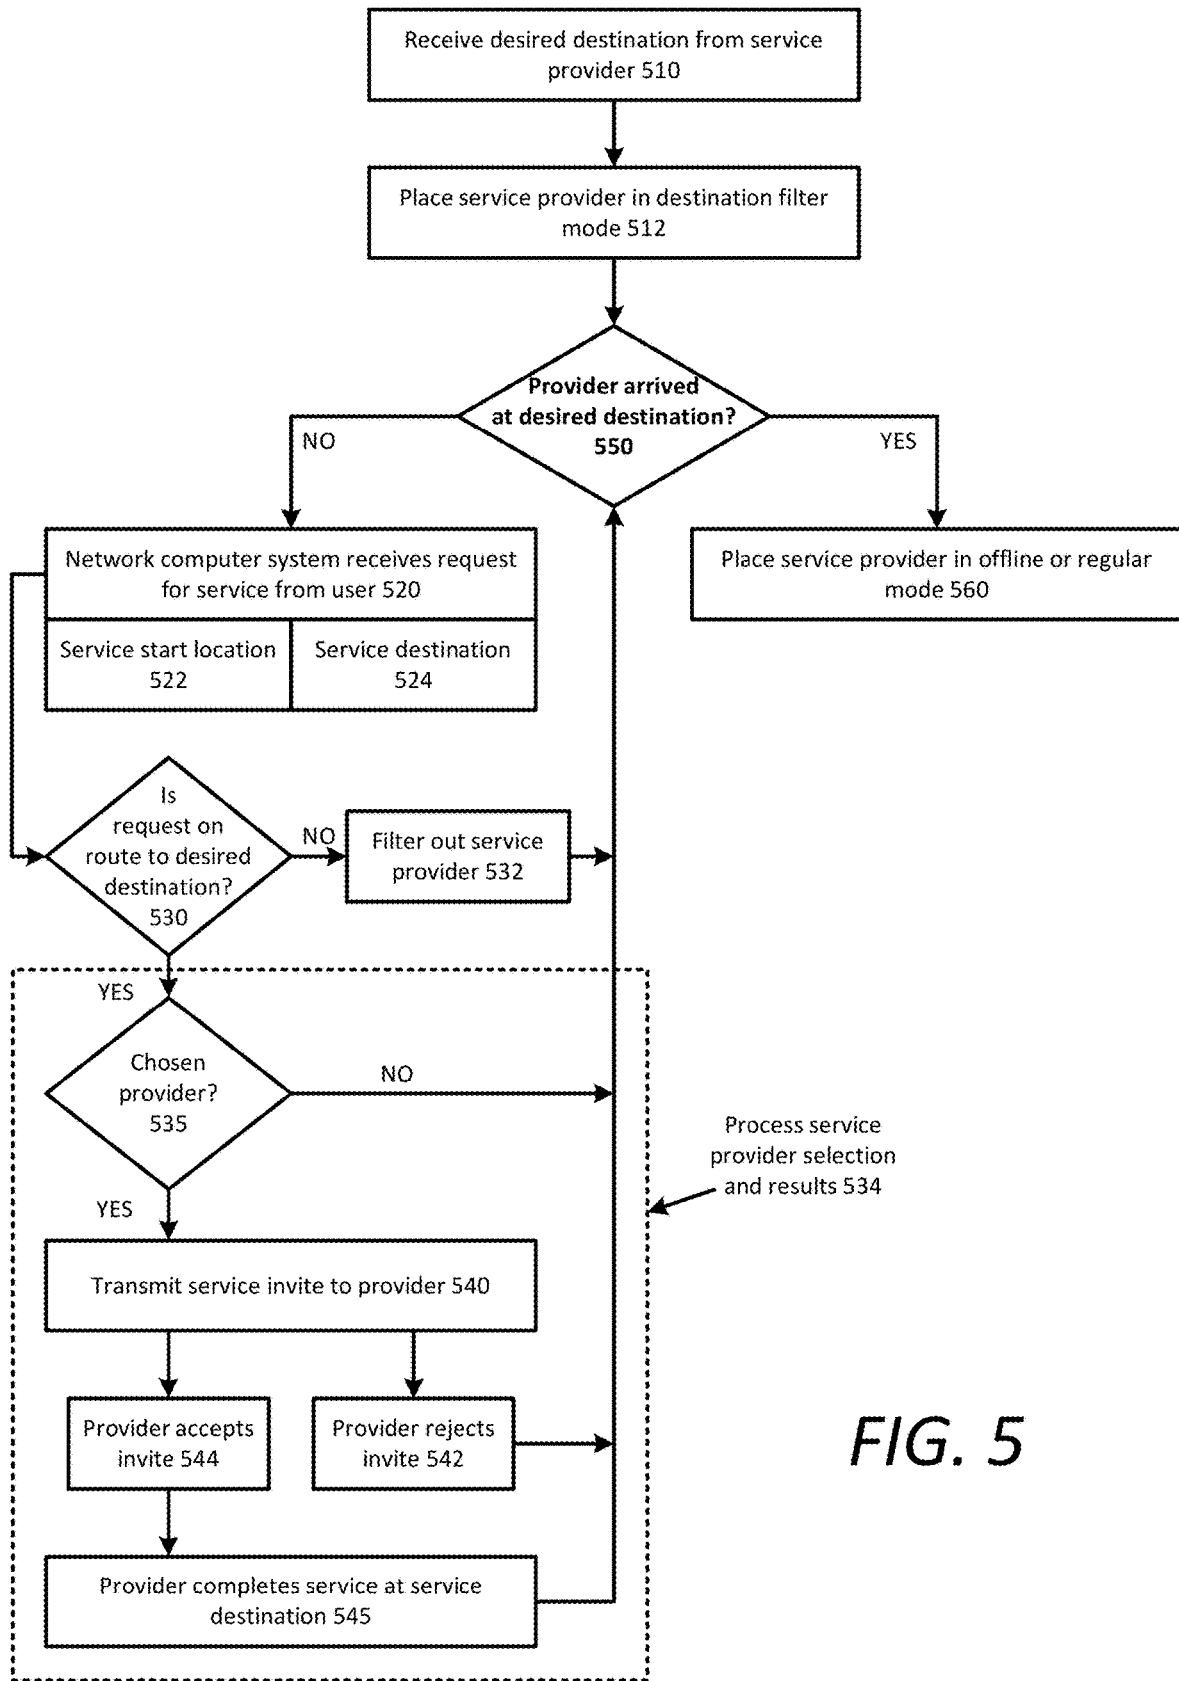 Receive desired destination from service
provider 510
Place service provider in destination filter
mode 512
Provider arrived
at desired destination?
550
NO
YES
Network computer system receives request
for service from user 520
Service start location
522
Service destination
524
Place service provider in offline or regular
mode 560
Is
request on
route to desired
destination?
530
NO
Filter out service
provider 532
YES
Chosen
provider?
535
NO
Process service
provider selection
and results 534
YES
Transmit service invite to provider 540
Provider accepts
invite 544
Provider rejects
invite 542
Provider completes service at service
destination 545
FIG. 5